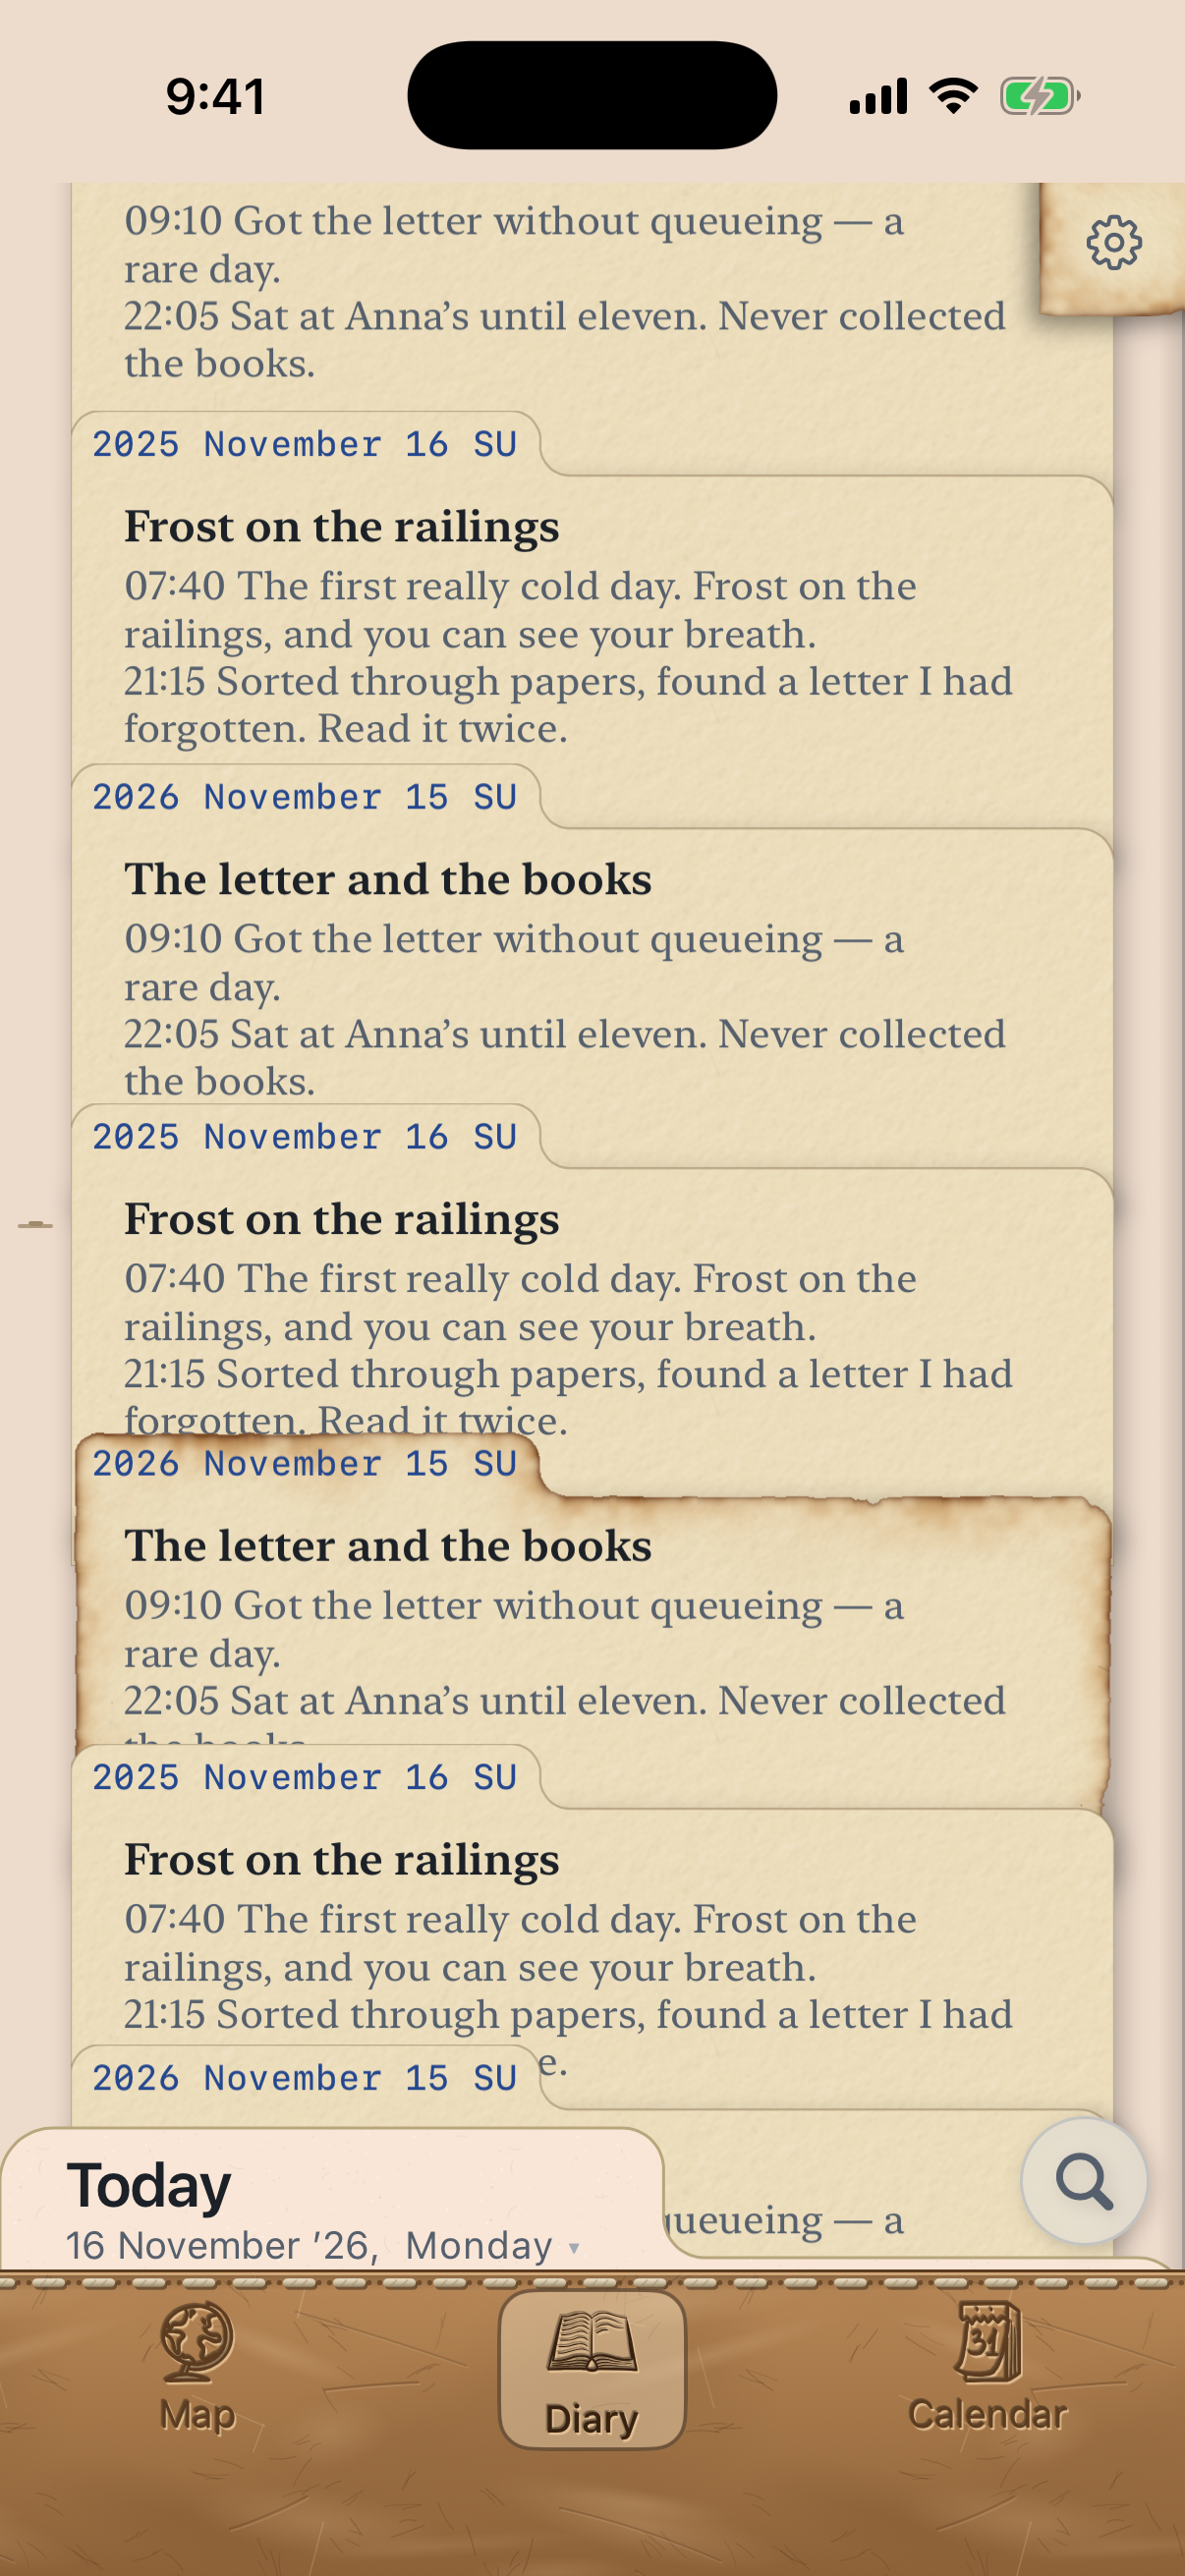 9:41
09:10 Got the letter without queueing — a
rare day.
22:05 Sat at Anna’s until eleven. Never collected
the books.
2025 November 16 SU
Frost on the railings
07:40 The first really cold day. Frost on the
railings, and you can see your breath.
21:15 Sorted through papers, found a letter I had
forgotten. Read it twice.
2026 November 15 SU
The letter and the books
09:10 Got the letter without queueing — a
rare day.
22:05 Sat at Anna’s until eleven. Never collected
the books.
2025 November 16 SU
Frost on the railings
07:40 The first really cold day. Frost on the
railings, and you can see your breath.
21:15 Sorted through papers, found a letter I had
forgotten. Read it twice.
2026 November 15 SU
The letter and the books
09:10 Got the letter without queueing — a
rare day.
22:05 Sat at Anna’s until eleven. Never collected
the books
2025 November 16 SU
Frost on the railings
07:40 The first really cold day. Frost on the
railings, and you can see your breath.
21:15 Sorted through papers, found a letter I had
e.
2026 November 15 SU
queueing — a
Today
16 November ’26, Monday
31
Map
Diary
Calendar